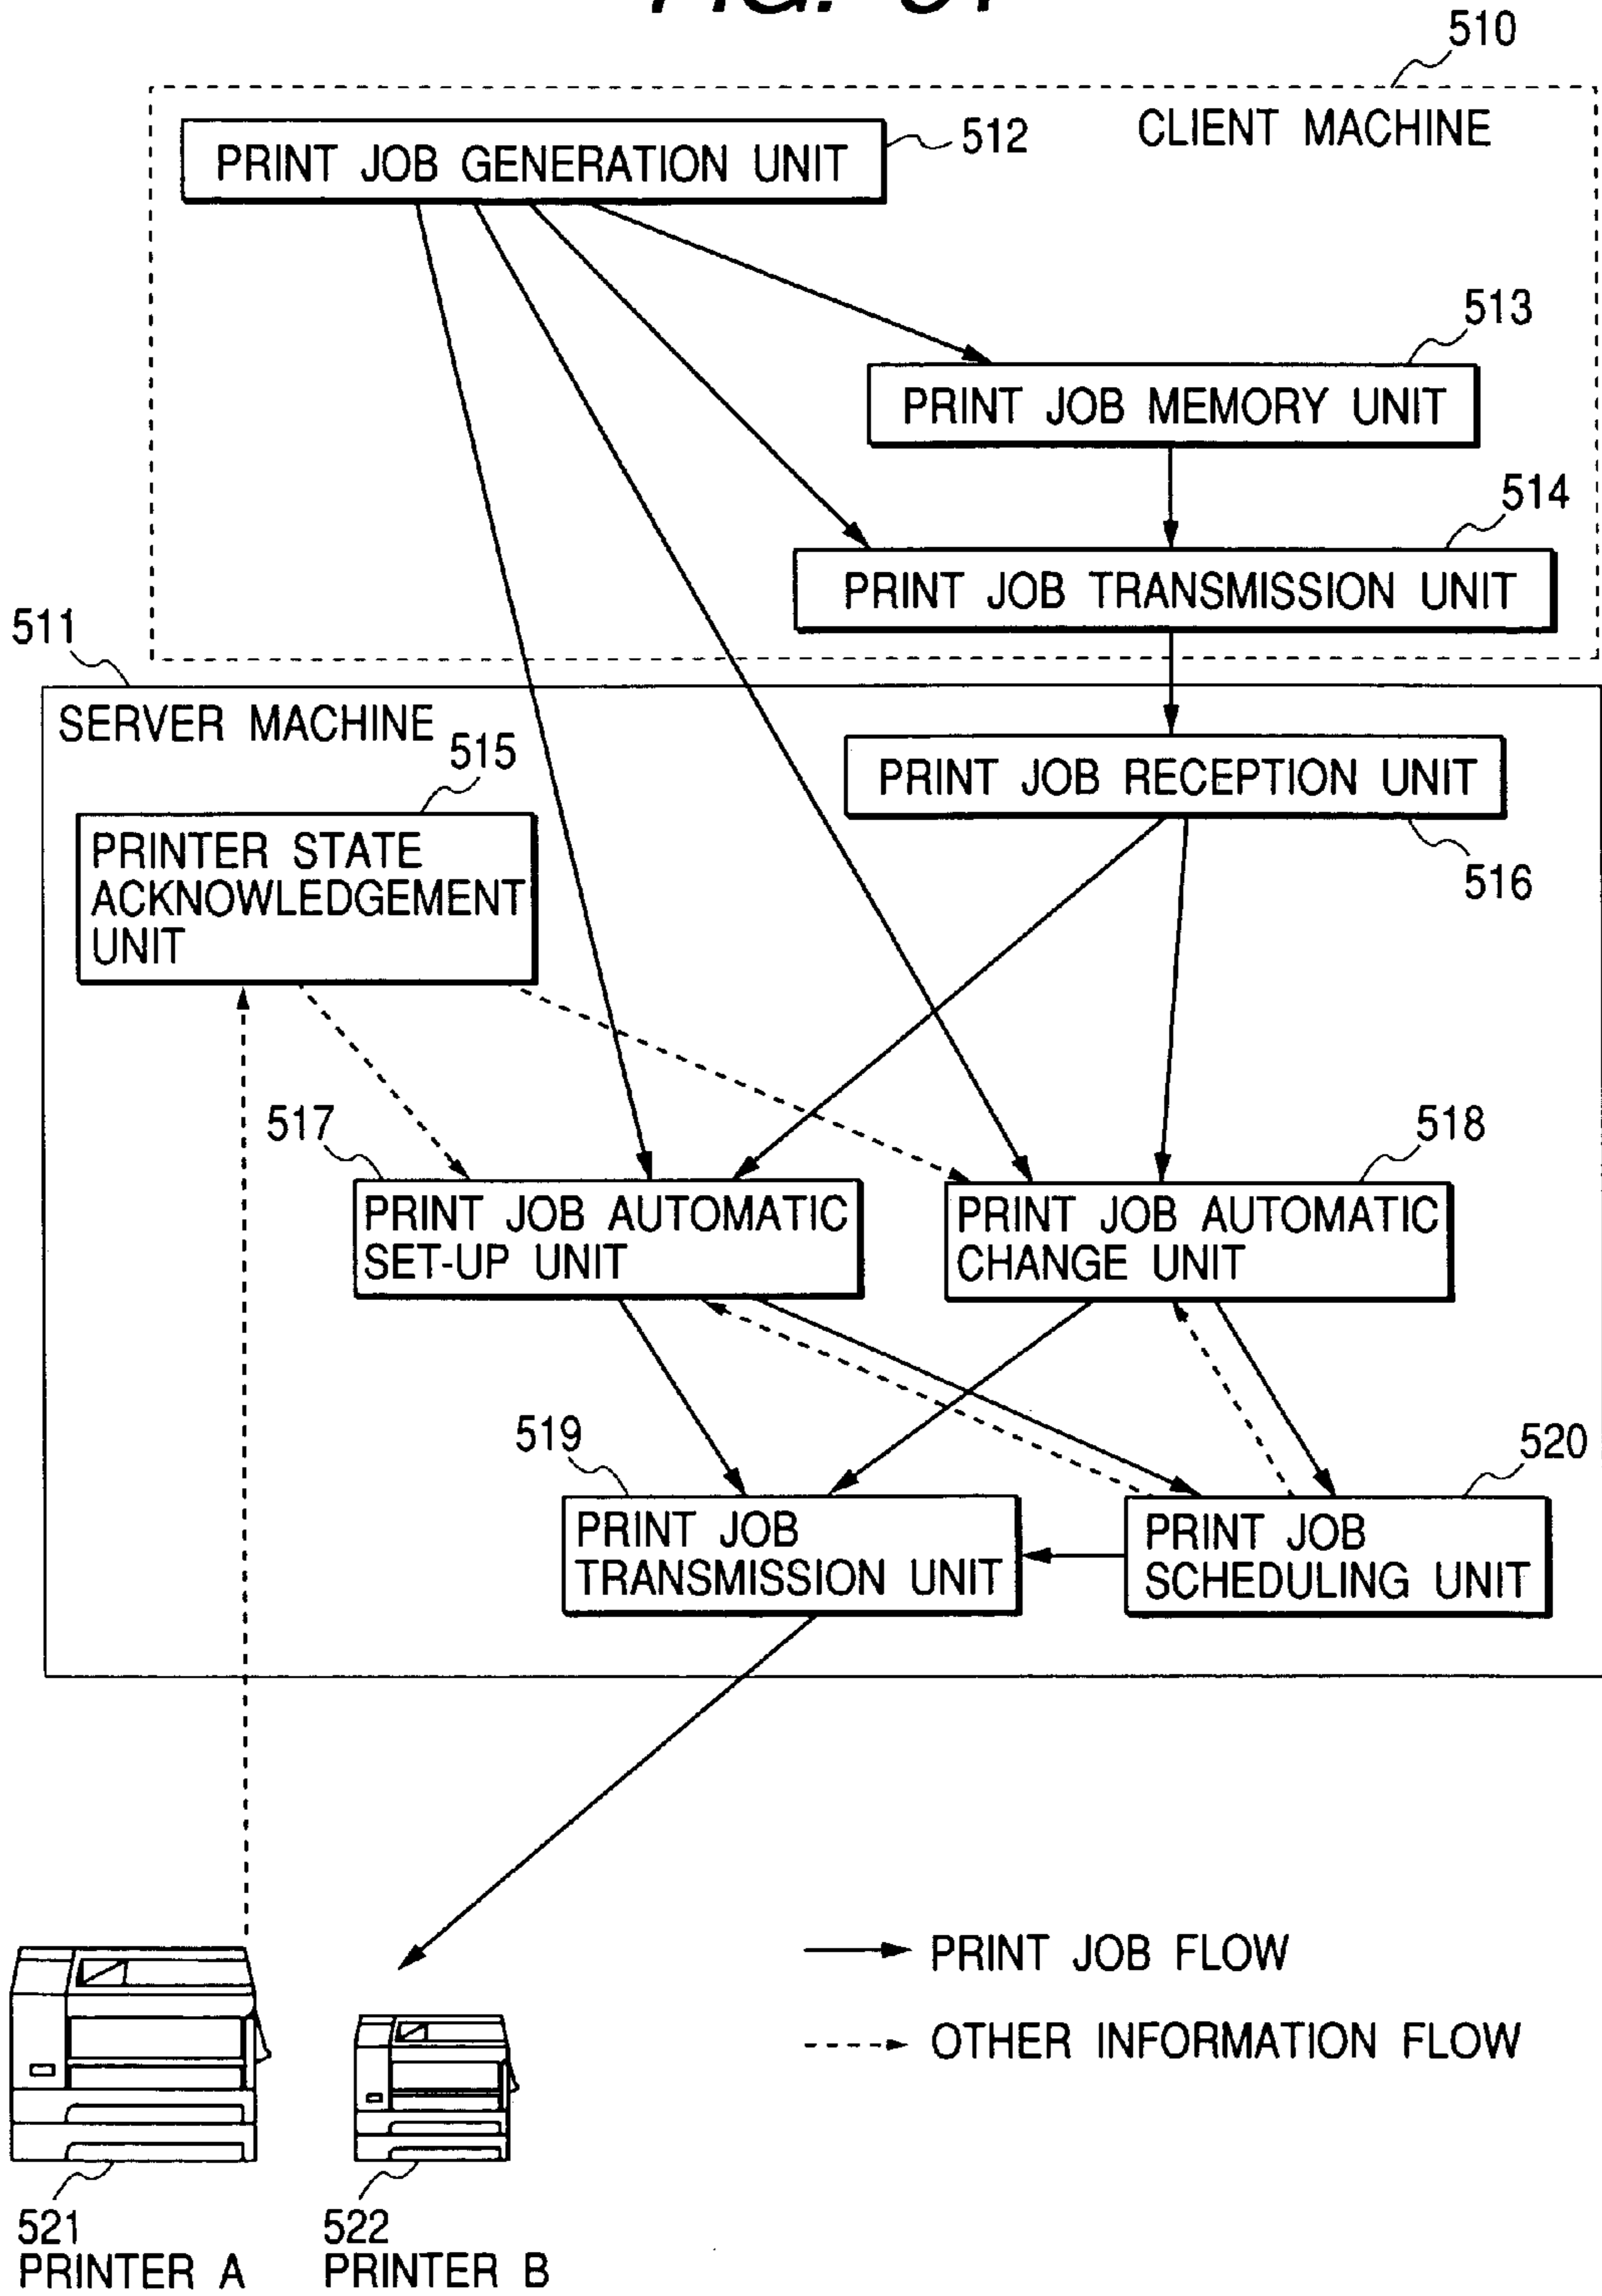 510
CLIENT MACHINE
PRINT JOB GENERATION UNIT
512
513
PRINT JOB MEMORY UNIT
514
PRINT JOB TRANSMISSION UNIT
511
SERVER MACHINE
515
PRINT JOB RECEPTION UNIT
516
PRINTER STATE
ACKNOWLEDGEMENT
UNIT
517
518
PRINT JOB AUTOMATIC
SET-UP UNIT
PRINT JOB AUTOMATIC
CHANGE UNIT
519
520
PRINT JOB
TRANSMISSION UNIT
PRINT JOB
SCHEDULING UNIT
PRINT JOB FLOW
OTHER INFORMATION FLOW
521
PRINTER A
522
PRINTER B